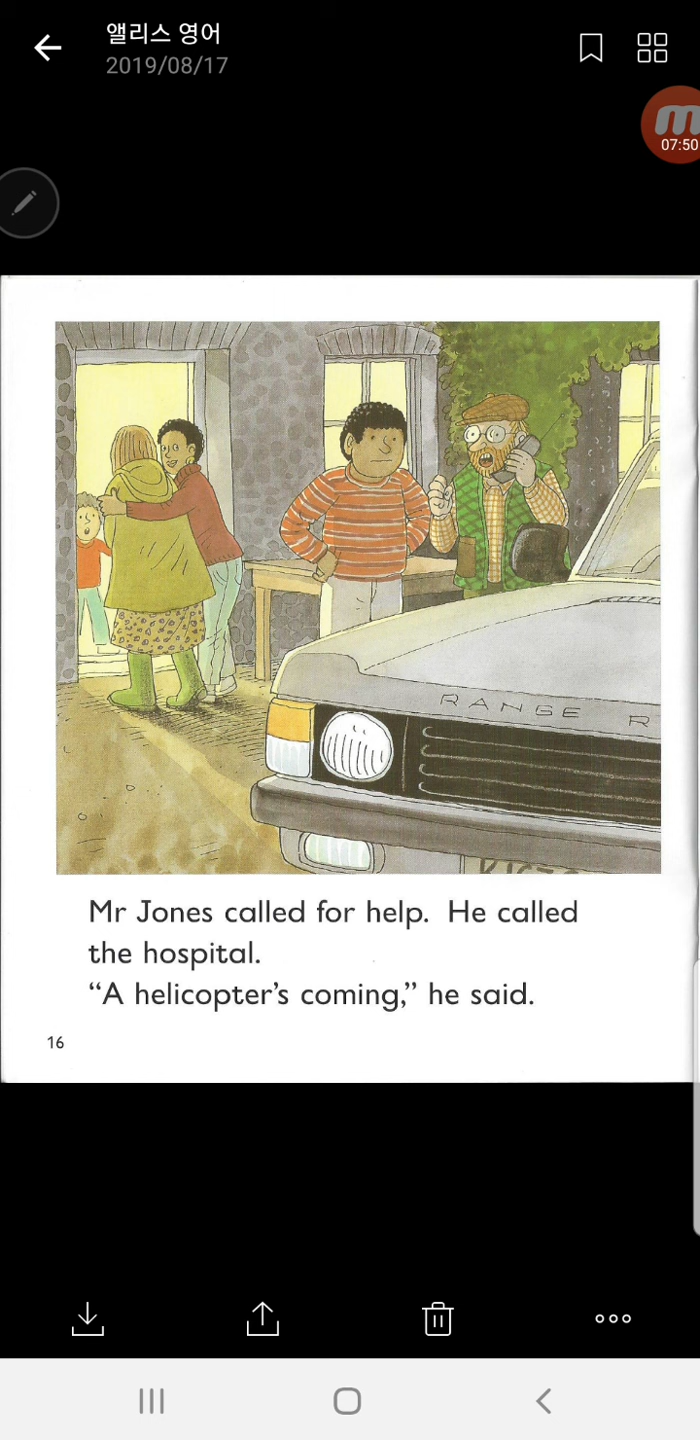 앨리스 영어
2019/08/17
07:50
RANGE R
Mr Jones called for help. He called
the hospital.
“A helicopter’s coming,” he said.
16